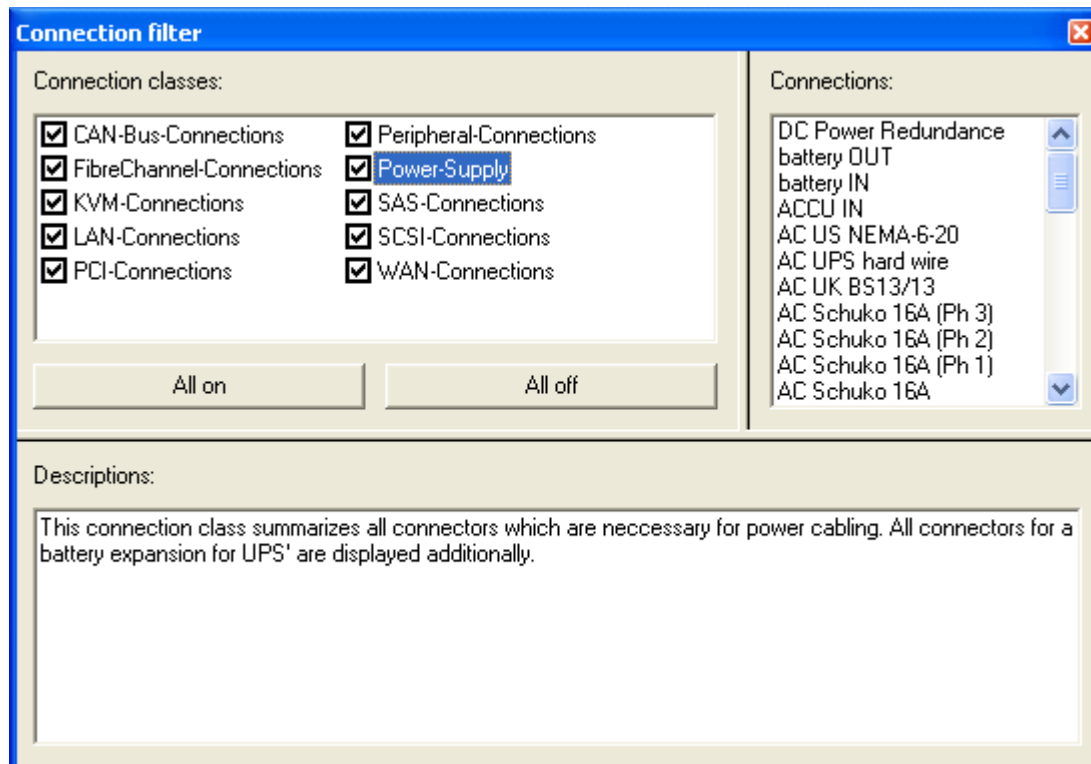 Connection filter
Connection classes:
CAN-Bus-Connections
FibreChannel-Connections
KVM-Connections
LAN-Connections
PCI-Connections
Peripheral-Connections
Power-Supply
SAS-Connections
SCSI-Connections
WAN-Connections
All on
All off
Connections:
DC Power Redundance
battery OUT
battery IN
ACCU IN
AC US NEMA-6-20
AC UPS hard wire
AC UK BS13/13
AC Schuko 16A (Ph 3)
AC Schuko 16A (Ph 2)
AC Schuko 16A (Ph 1)
AC Schuko 16A
Descriptions:
This connection class summarizes all connectors which are neccessary for power cabling. All connectors for a
battery expansion for UPS' are displayed additionally.